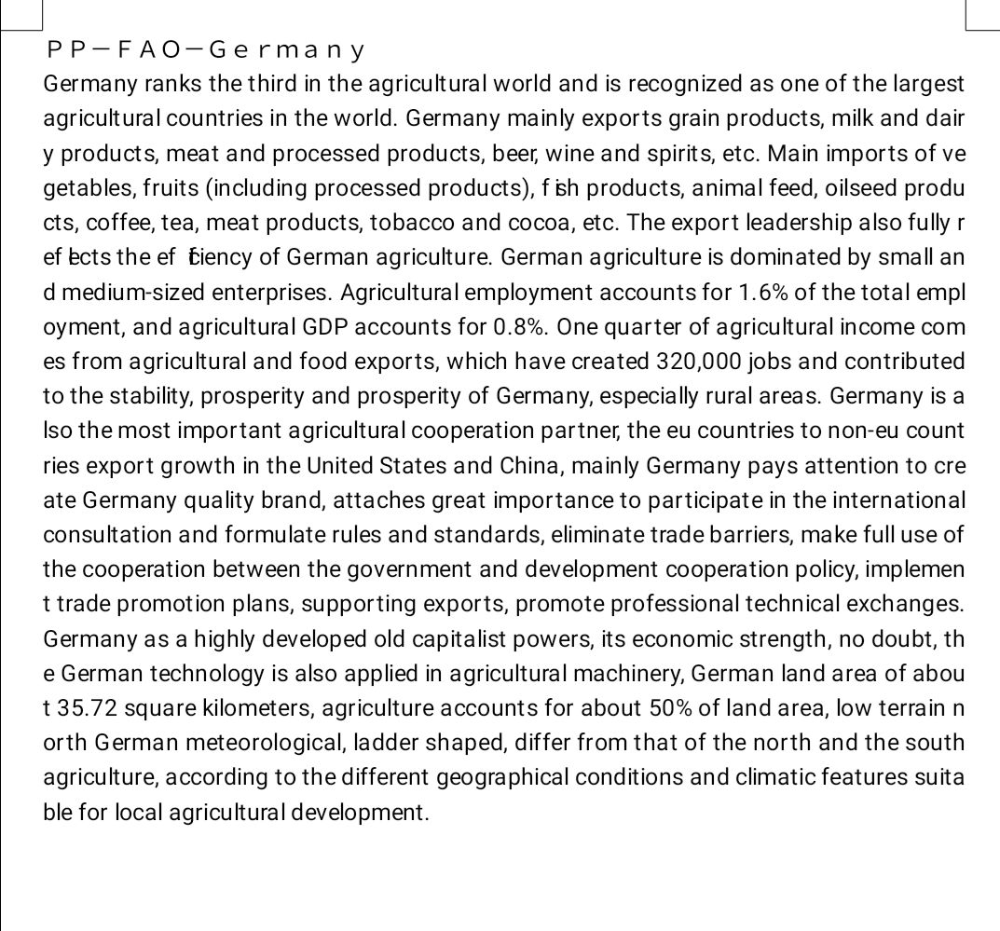 PP－FAO－Germany
Germany ranks the third in the agricultural world and is recognized as one of the largest
agricultural countries in the world. Germany mainly exports grain products, milk and dair
y products, meat and processed products, beer, wine and spirits, etc. Main imports of ve
getables, fruits (including processed products), fish products, animal feed, oilseed produ
cts, coffee, tea, meat products, tobacco and cocoa, etc. The export leadership also fully r
eflects the efficiency of German agriculture. German agriculture is dominated by small an
d medium-sized enterprises. Agricultural employment accounts for 1.6% of the total empl
oyment, and agricultural GDP accounts for 0.8%. One quarter of agricultural income com
es from agricultural and food exports, which have created 320,000 jobs and contributed
to the stability, prosperity and prosperity of Germany, especially rural areas. Germany is a
lso the most important agricultural cooperation partner, the eu countries to non-eu count
ries export growth in the United States and China, mainly Germany pays attention to cre
ate Germany quality brand, attaches great importance to participate in the international
consultation and formulate rules and standards, eliminate trade barriers, make full use of
the cooperation between the government and development cooperation policy, implemen
t trade promotion plans, supporting exports, promote professional technical exchanges.
Germany as a highly developed old capitalist powers, its economic strength, no doubt, th
e German technology is also applied in agricultural machinery, German land area of abou
t 35.72 square kilometers, agriculture accounts for about 50% of land area, low terrain n
orth German meteorological, ladder shaped, differ from that of the north and the south
agriculture, according to the different geographical conditions and climatic features suita
ble for local agricultural development.